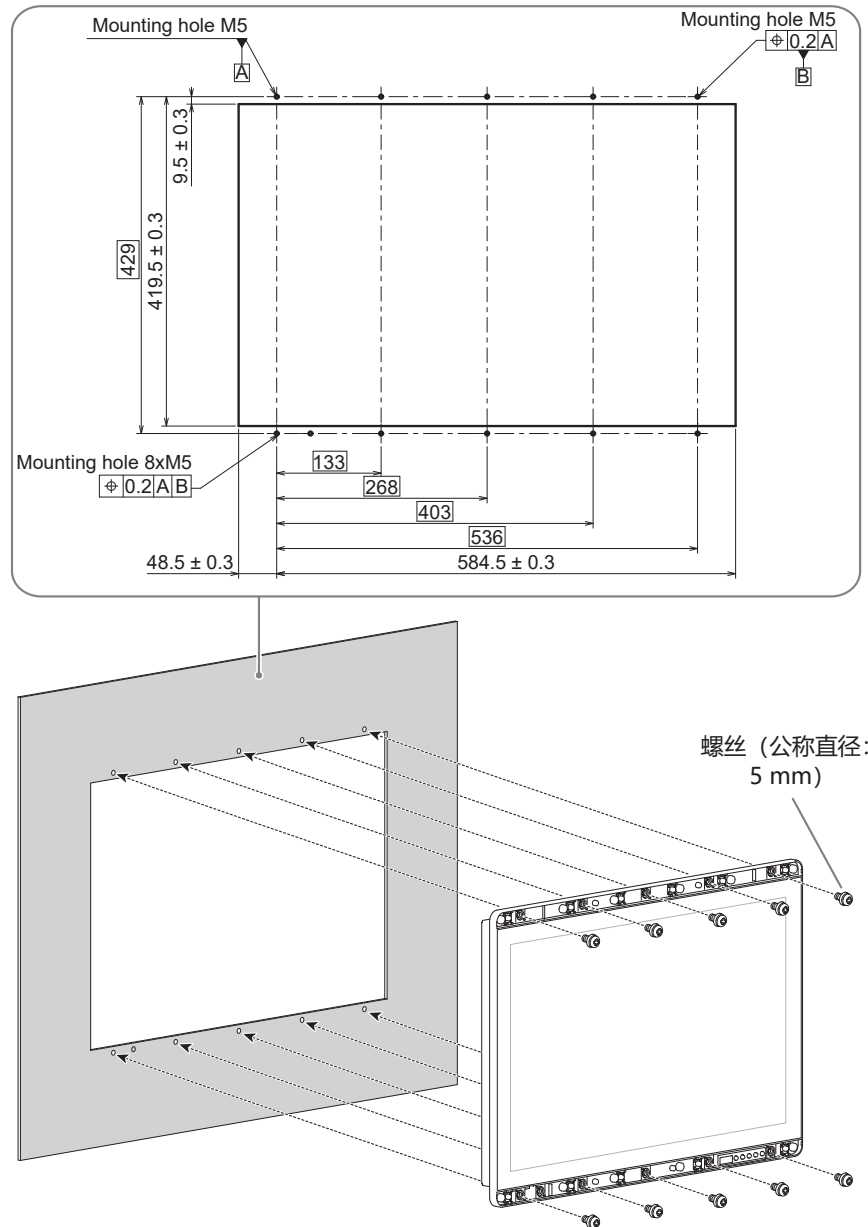 Mounting hole M5
A
Mounting hole M5
⌖ 0.2 A
B
9.5 ± 0.3
429
419.5 ± 0.3
Mounting hole 8xM5
⌖ 0.2 A B
133
268
403
536
48.5 ± 0.3
584.5 ± 0.3
螺丝（公称直径：
5 mm）